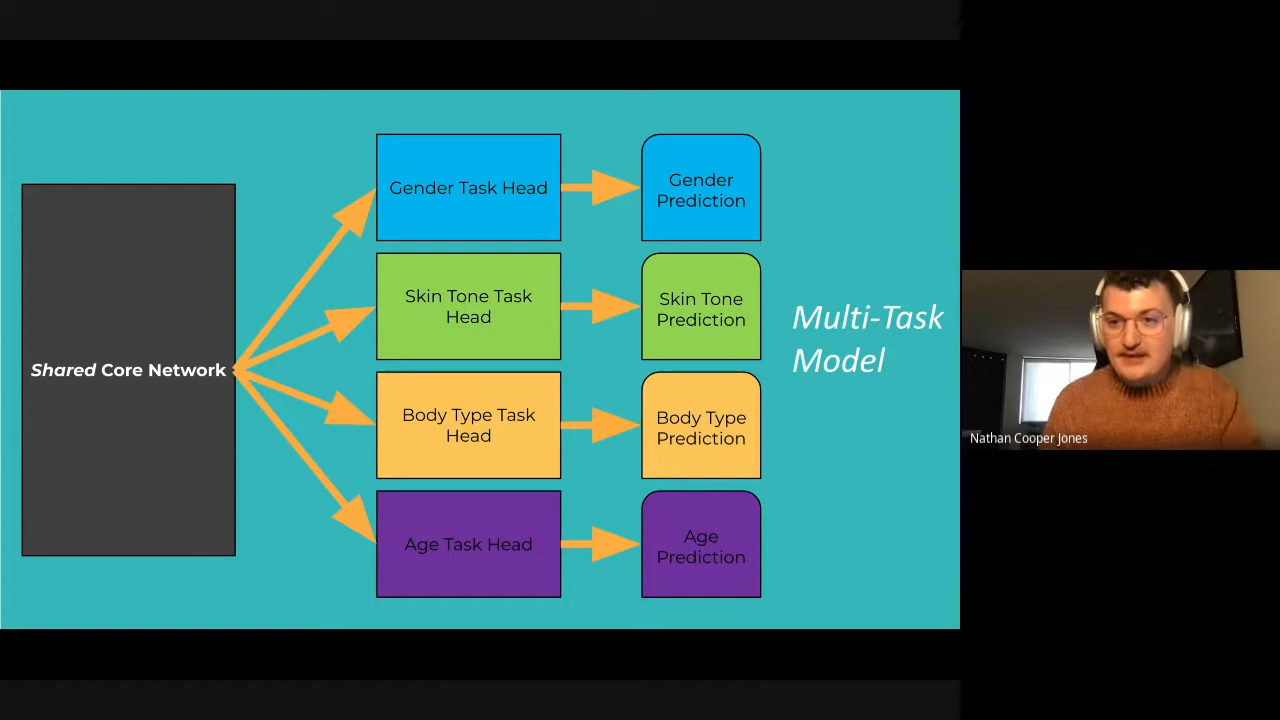 Shared Core Network
Gender Task Head
Gender
Prediction
Skin Tone Task
Head
Skin Tone
Prediction
Body Type Task
Head
Body Type
Prediction
Age Task Head
Age
Prediction
Multi-Task
Model
Nathan Cooper Jones